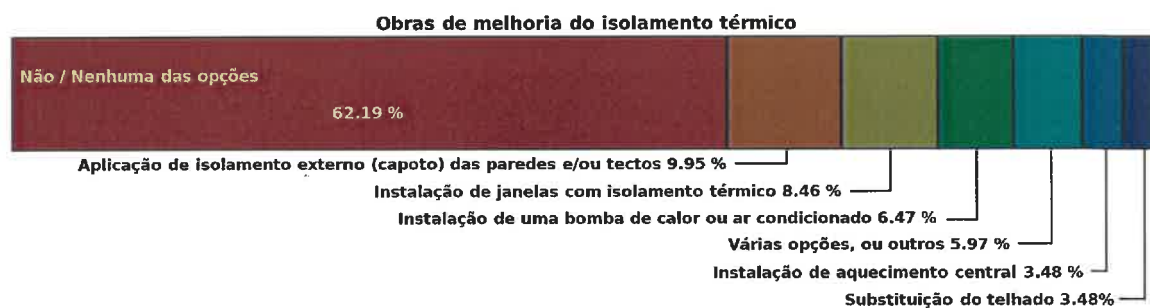 Obras de melhoria do isolamento térmico
Não / Nenhuma das opções
62.19 %
Aplicação de isolamento externo (capoto) das paredes e/ou tectos 9.95 %
Instalação de janelas com isolamento térmico 8.46 %
Instalação de uma bomba de calor ou ar condicionado 6.47 %
Várias opções, ou outros 5.97 %
Instalação de aquecimento central 3.48 %
Substituição do telhado 3.48%